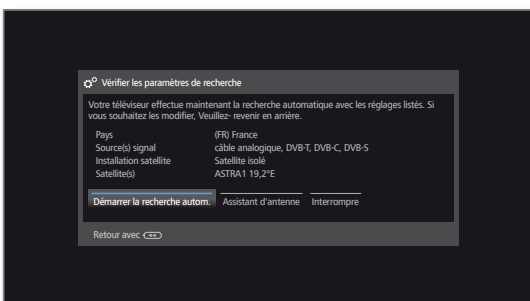 Vérifier les paramètres de recherche
Votre téléviseur effectue maintenant la recherche automatique avec les réglages listés. Si
vous souhaitez les modifier, Veuillez- revenir en arrière.
Pays (FR) France
Source(s) signal câble analogique, DVB-T, DVB-C, DVB-S
Installation satellite Satellite isolé
Satellite(s) ASTRA1 19,2°E
Démarrer la recherche autom. Assistant d'antenne Interrompre
Retour avec